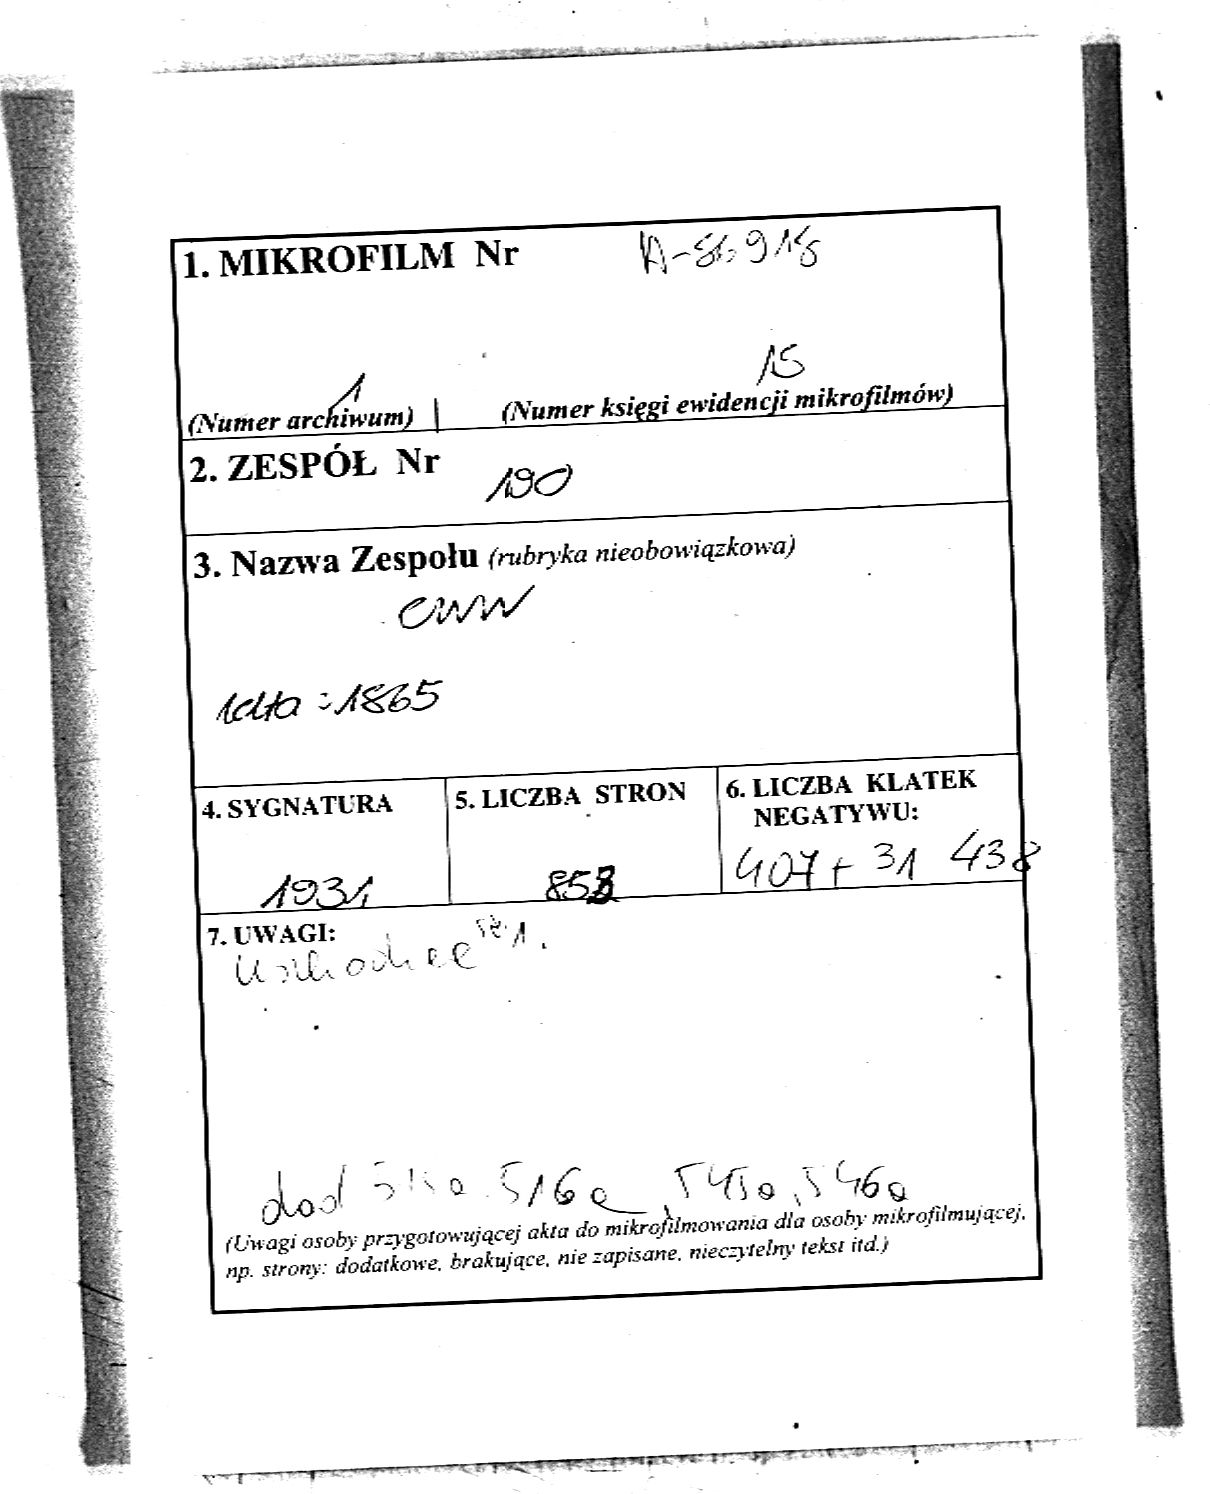 1. MIKROFILM Nr
1 15
(Numer archiwum) | (Numer księgi ewidencji mikrofilmów)
2. ZESPÓŁ Nr 190
3. Nazwa Zespołu (rubryka nieobowiązkowa)
CWW
1865
4. SYGNATURA 5. LICZBA STRON 6. LICZBA KLATEK
NEGATYWU:
1931 853 407 + 31 438
7. UWAGI:
dod 516a, 545a, 546a
(Uwagi osoby przygotowującej akta do mikrofilmowania dla osoby mikrofilmującej,
np. strony: dodatkowe, brakujące, nie zapisane, nieczytelny tekst itd.)